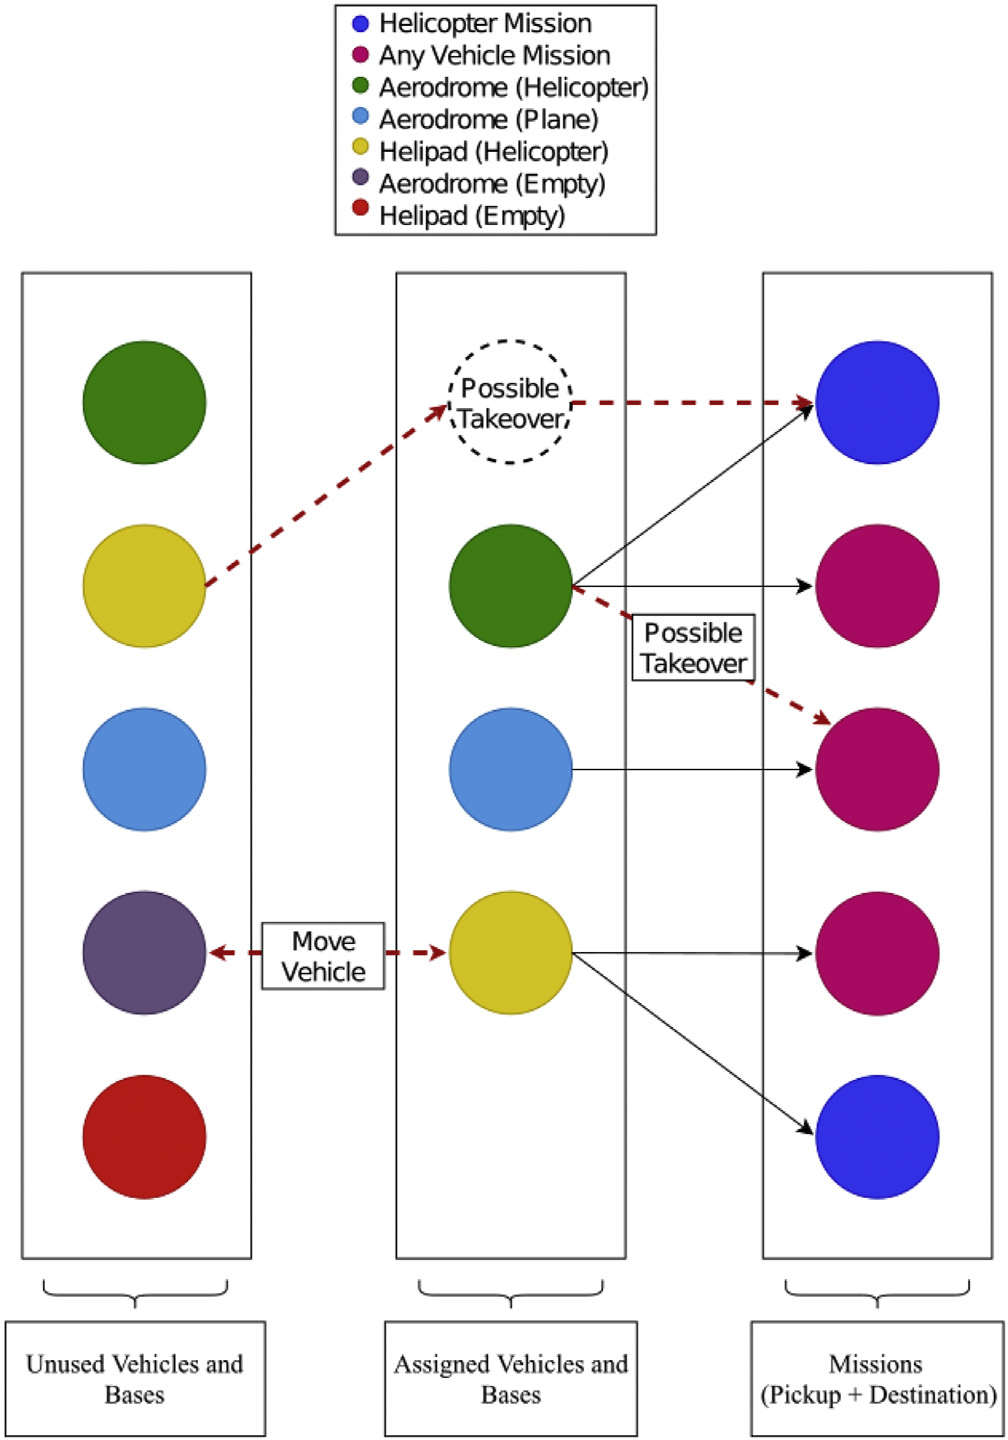 Helicopter Mission
Any Vehicle Mission
Aerodrome (Helicopter)
Aerodrome (Plane)
Helipad (Helicopter)
Aerodrome (Empty)
Helipad (Empty)
Possible
Takeover
Possible
Takeover
Move
Vehicle
Unused Vehicles and
Bases
Assigned Vehicles and
Bases
Missions
(Pickup + Destination)